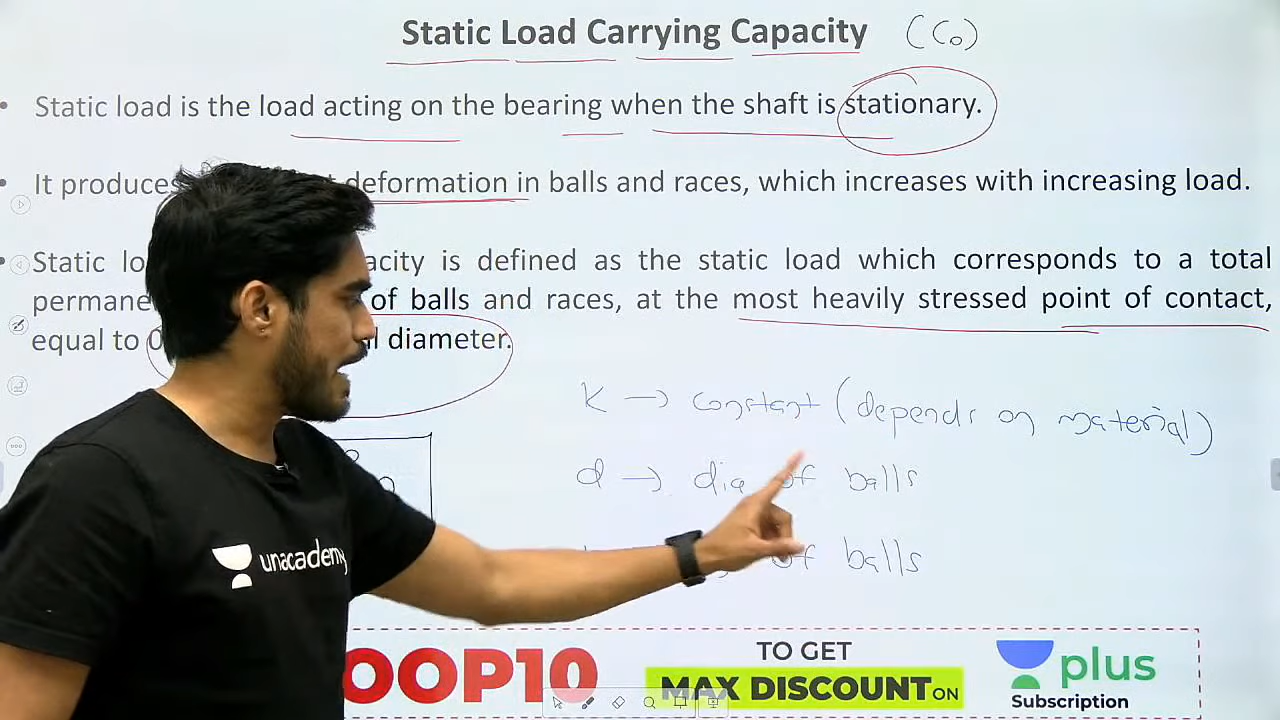 Static Load Carrying Capacity (C₀)
• Static load is the load acting on the bearing when the shaft is stationary.
• It produces deformation in balls and races, which increases with increasing load.
• Static is defined as the static load which corresponds to a total
of balls and races, at the most heavily stressed point of contact,
equal to diameter.
K → constant (depends on material)
d → dia of balls
of balls
unacademy
OOP10
TO GET
MAX DISCOUNT ON
plus
Subscription